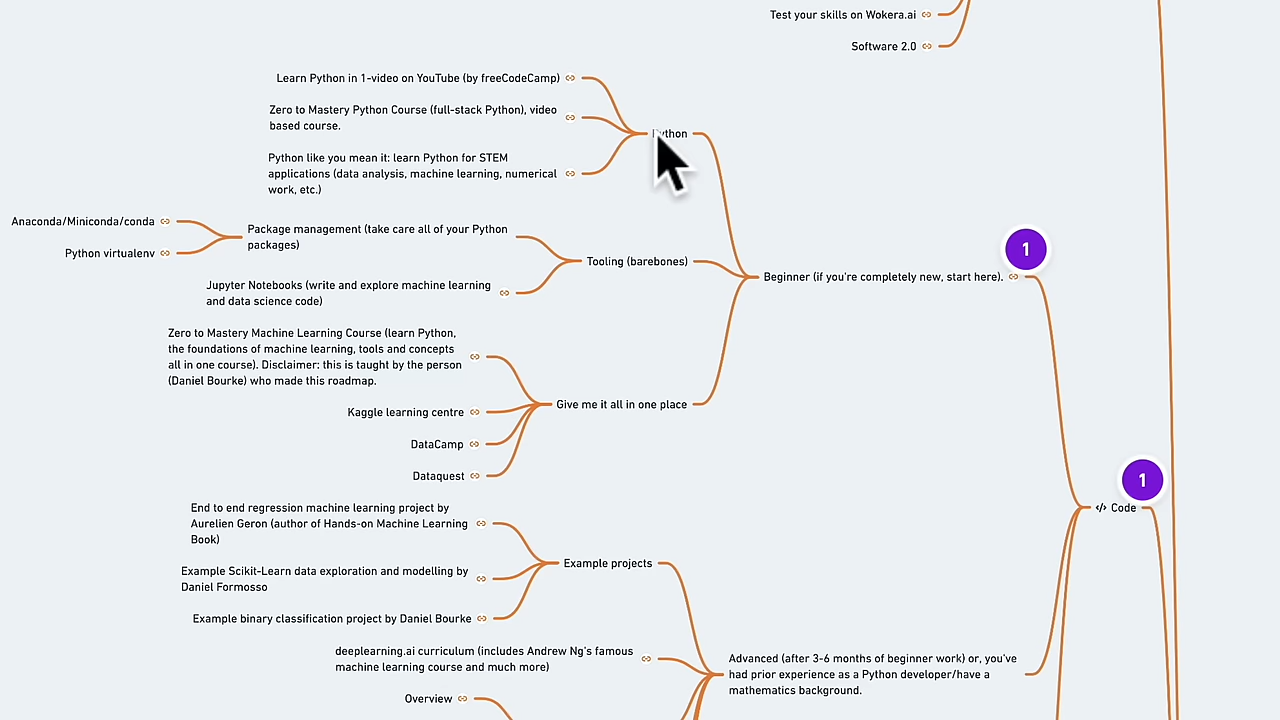 Test your skills on Wokera.ai
Software 2.0
Learn Python in 1-video on YouTube (by freeCodeCamp)
Zero to Mastery Python Course (full-stack Python), video
based course.
Python like you mean it: learn Python for STEM
applications (data analysis, machine learning, numerical
work, etc.)
Python
Anaconda/Miniconda/conda
Python virtualenv
Package management (take care all of your Python
packages)
Jupyter Notebooks (write and explore machine learning
and data science code)
Tooling (barebones)
1
Beginner (if you're completely new, start here).
Zero to Mastery Machine Learning Course (learn Python,
the foundations of machine learning, tools and concepts
all in one course). Disclaimer: this is taught by the person
(Daniel Bourke) who made this roadmap.
Kaggle learning centre
DataCamp
Dataquest
Give me it all in one place
1
</> Code
End to end regression machine learning project by
Aurelien Geron (author of Hands-on Machine Learning
Book)
Example Scikit-Learn data exploration and modelling by
Daniel Formosso
Example binary classification project by Daniel Bourke
Example projects
deeplearning.ai curriculum (includes Andrew Ng's famous
machine learning course and much more)
Overview
Advanced (after 3-6 months of beginner work) or, you've
had prior experience as a Python developer/have a
mathematics background.